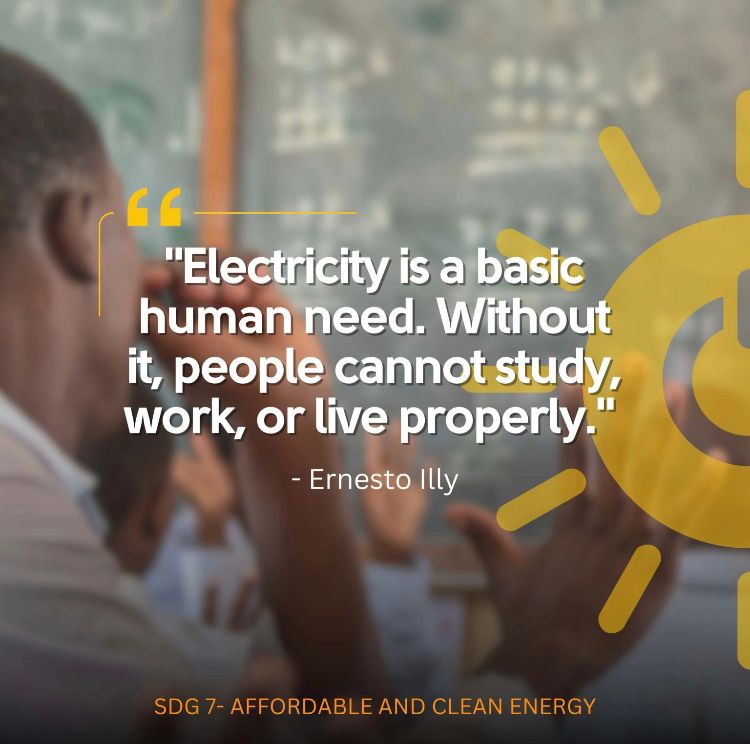 "Electricity is a basic
human need. Without
it, people cannot study,
work, or live properly."
- Ernesto Illy
SDG 7- AFFORDABLE AND CLEAN ENERGY